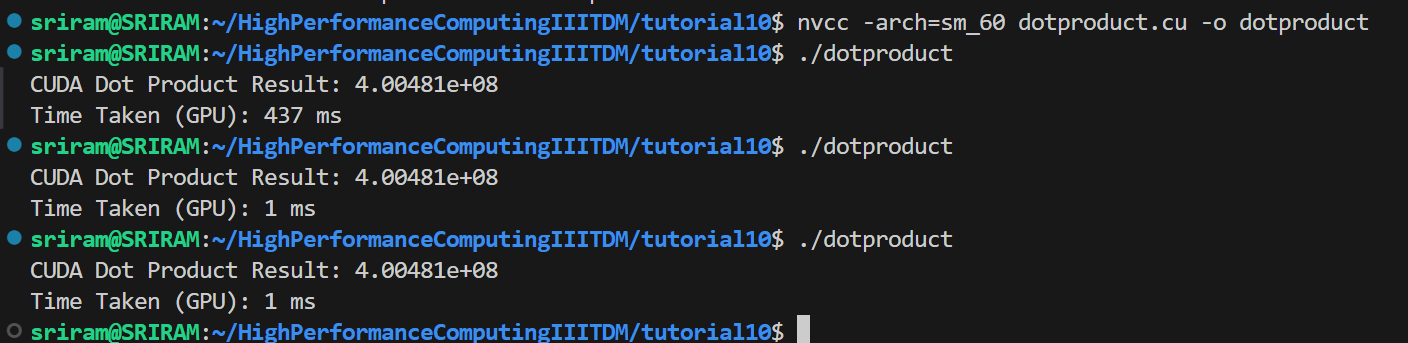 sriram@SRIRAM:~/HighPerformanceComputingIIITDM/tutorial10$ nvcc -arch=sm_60 dotproduct.cu -o dotproduct
sriram@SRIRAM:~/HighPerformanceComputingIIITDM/tutorial10$ ./dotproduct
CUDA Dot Product Result: 4.00481e+08
Time Taken (GPU): 437 ms
sriram@SRIRAM:~/HighPerformanceComputingIIITDM/tutorial10$ ./dotproduct
CUDA Dot Product Result: 4.00481e+08
Time Taken (GPU): 1 ms
sriram@SRIRAM:~/HighPerformanceComputingIIITDM/tutorial10$ ./dotproduct
CUDA Dot Product Result: 4.00481e+08
Time Taken (GPU): 1 ms
sriram@SRIRAM:~/HighPerformanceComputingIIITDM/tutorial10$